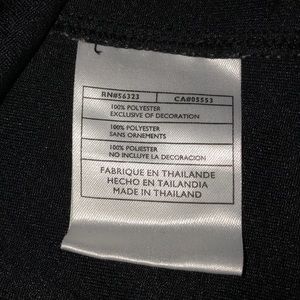 RN#56323 CA#05553
100% POLYESTER
EXCLUSIVE OF DECORATION
100% POLYESTER
SANS ORNEMENTS
100% POLIESTER
NO INCLUYE LA DECORACION
FABRIQUE EN THAILANDE
HECHO EN TAILANDIA
MADE IN THAILAND